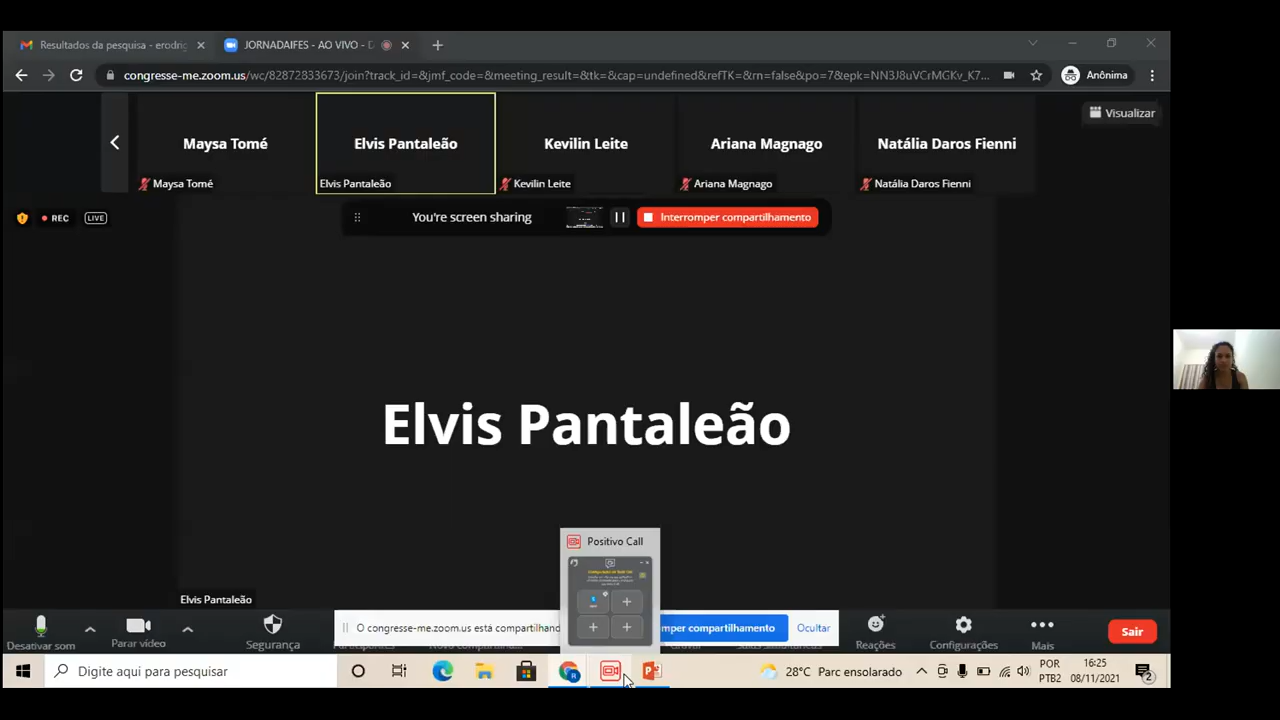 Resultados da pesquisa - erodrig
JORNADAIFES - AO VIVO - D
congresse-me.zoom.us/wc/82872833673/join?track_id=&jmf_code=&meeting_result=&tk=&cap=undefined&refTK=&rn=false&po=7&epk=NN3J8uVCrMGKv_K7...
Anônima
Visualizar
Maysa Tomé
Elvis Pantaleão
Kevilin Leite
Ariana Magnago
Natália Daros Fienni
Maysa Tomé
Elvis Pantaleão
Kevilin Leite
Ariana Magnago
Natália Daros Fienni
REC
LIVE
You're screen sharing
Interromper compartilhamento
Elvis Pantaleão
Positivo Call
Elvis Pantaleão
Desativar som
Parar vídeo
Segurança
O congresse-me.zoom.us está compartilhand
mper compartilhamento
Ocultar
Reações
Configurações
Mais
Sair
Digite aqui para pesquisar
28°C Parc ensolarado
POR
PTB2
16:25
08/11/2021
2